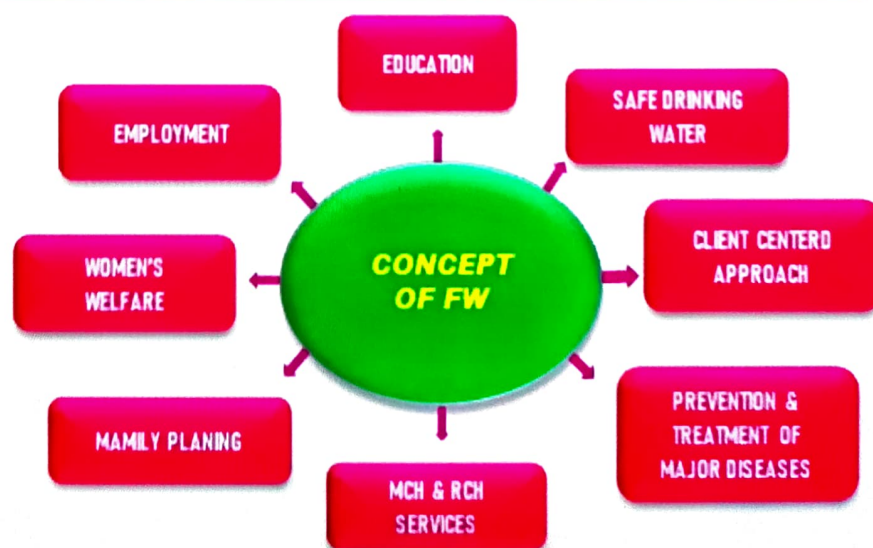 EDUCATION
SAFE DRINKING
WATER
EMPLOYMENT
CONCEPT
OF FW
CLIENT CENTERD
APPROACH
WOMEN'S
WELFARE
PREVENTION &
TREATMENT OF
MAJOR DISEASES
MAMILY PLANING
MCH & RCH
SERVICES